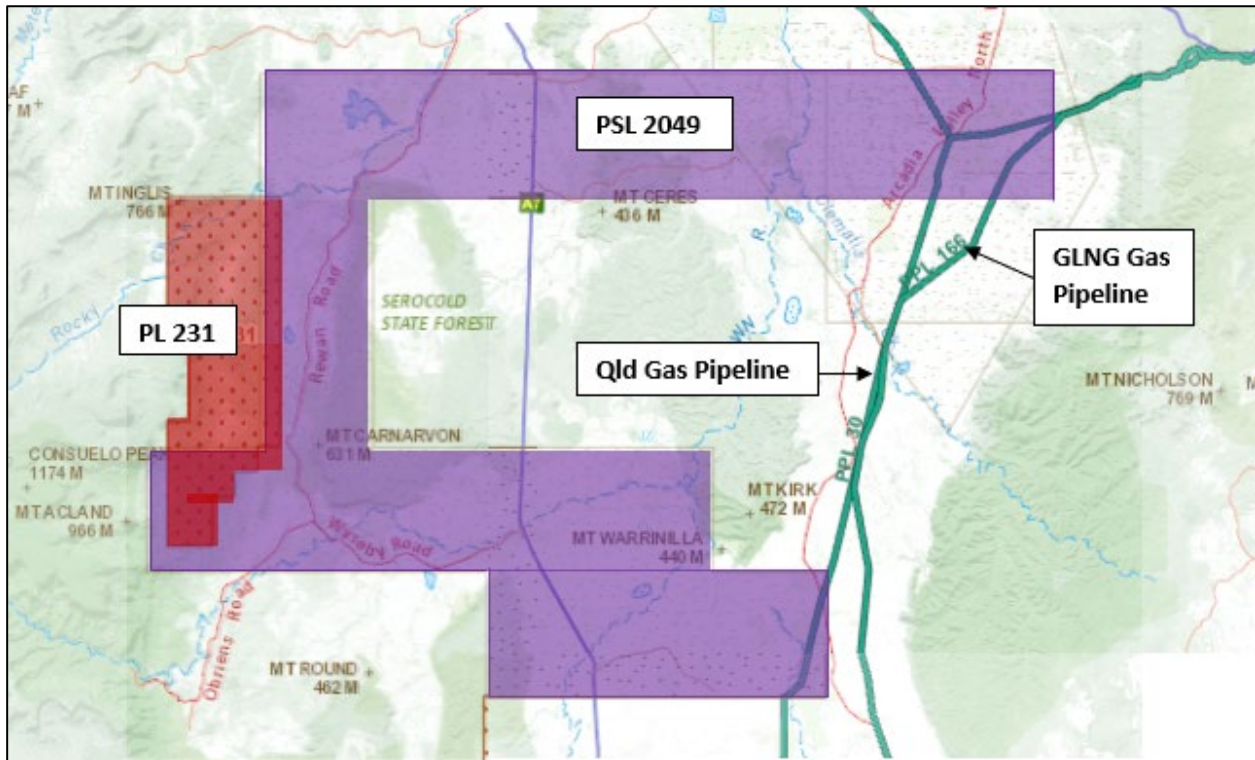 PSL 2049
North
Valley
Arcadia
MT INGLIS
766 M
A7
MT CERES
436 M
Clematis
R.
GLNG Gas
Pipeline
PPL 166
SEROCOLD
STATE FOREST
Rewan Road
PL 231
Rocky
WN
Qld Gas Pipeline
MT NICHOLSON
769 M
MT CARNARVON
631 M
CONSUELO PEAK
1174 M
PPL 30
MT KIRK
472 M
MT ACLAND
966 M
Road
MT WARRINILLA
440 M
Obriens Road
MT ROUND
462 M